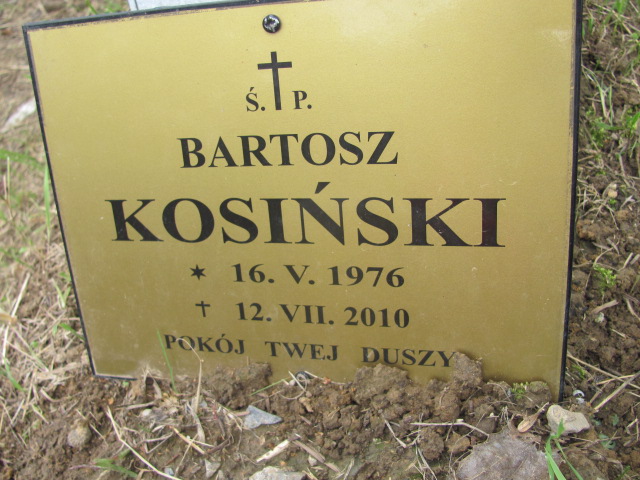 Ś. P.
BARTOSZ
KOSIŃSKI
✶ 16. V. 1976
† 12. VII. 2010
POKÓJ TWEJ DUSZY